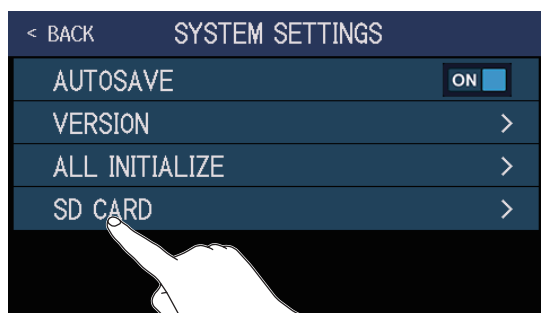 < BACK SYSTEM SETTINGS
AUTOSAVE ON
VERSION >
ALL INITIALIZE >
SD CARD >